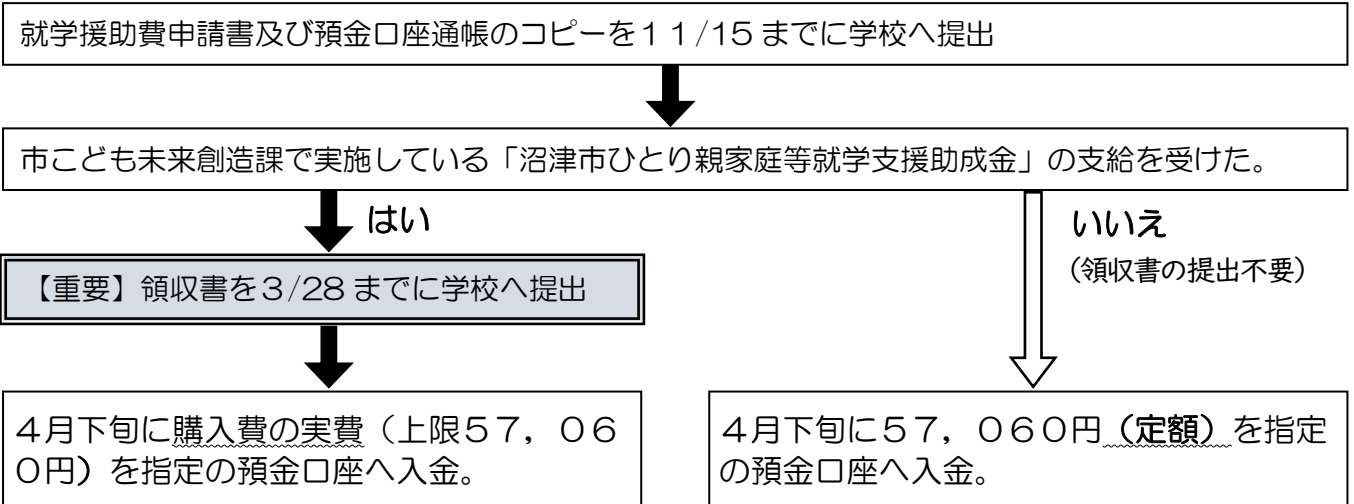 就学援助費申請書及び預金口座通帳のコピーを１１/15までに学校へ提出
市こども未来創造課で実施している「沼津市ひとり親家庭等就学支援助成金」の支給を受けた。
はい
いいえ
（領収書の提出不要）
【重要】領収書を３/28までに学校へ提出
４月下旬に購入費の実費（上限５７，０６
０円）を指定の預金口座へ入金。
４月下旬に５７，０６０円（定額）を指定
の預金口座へ入金。